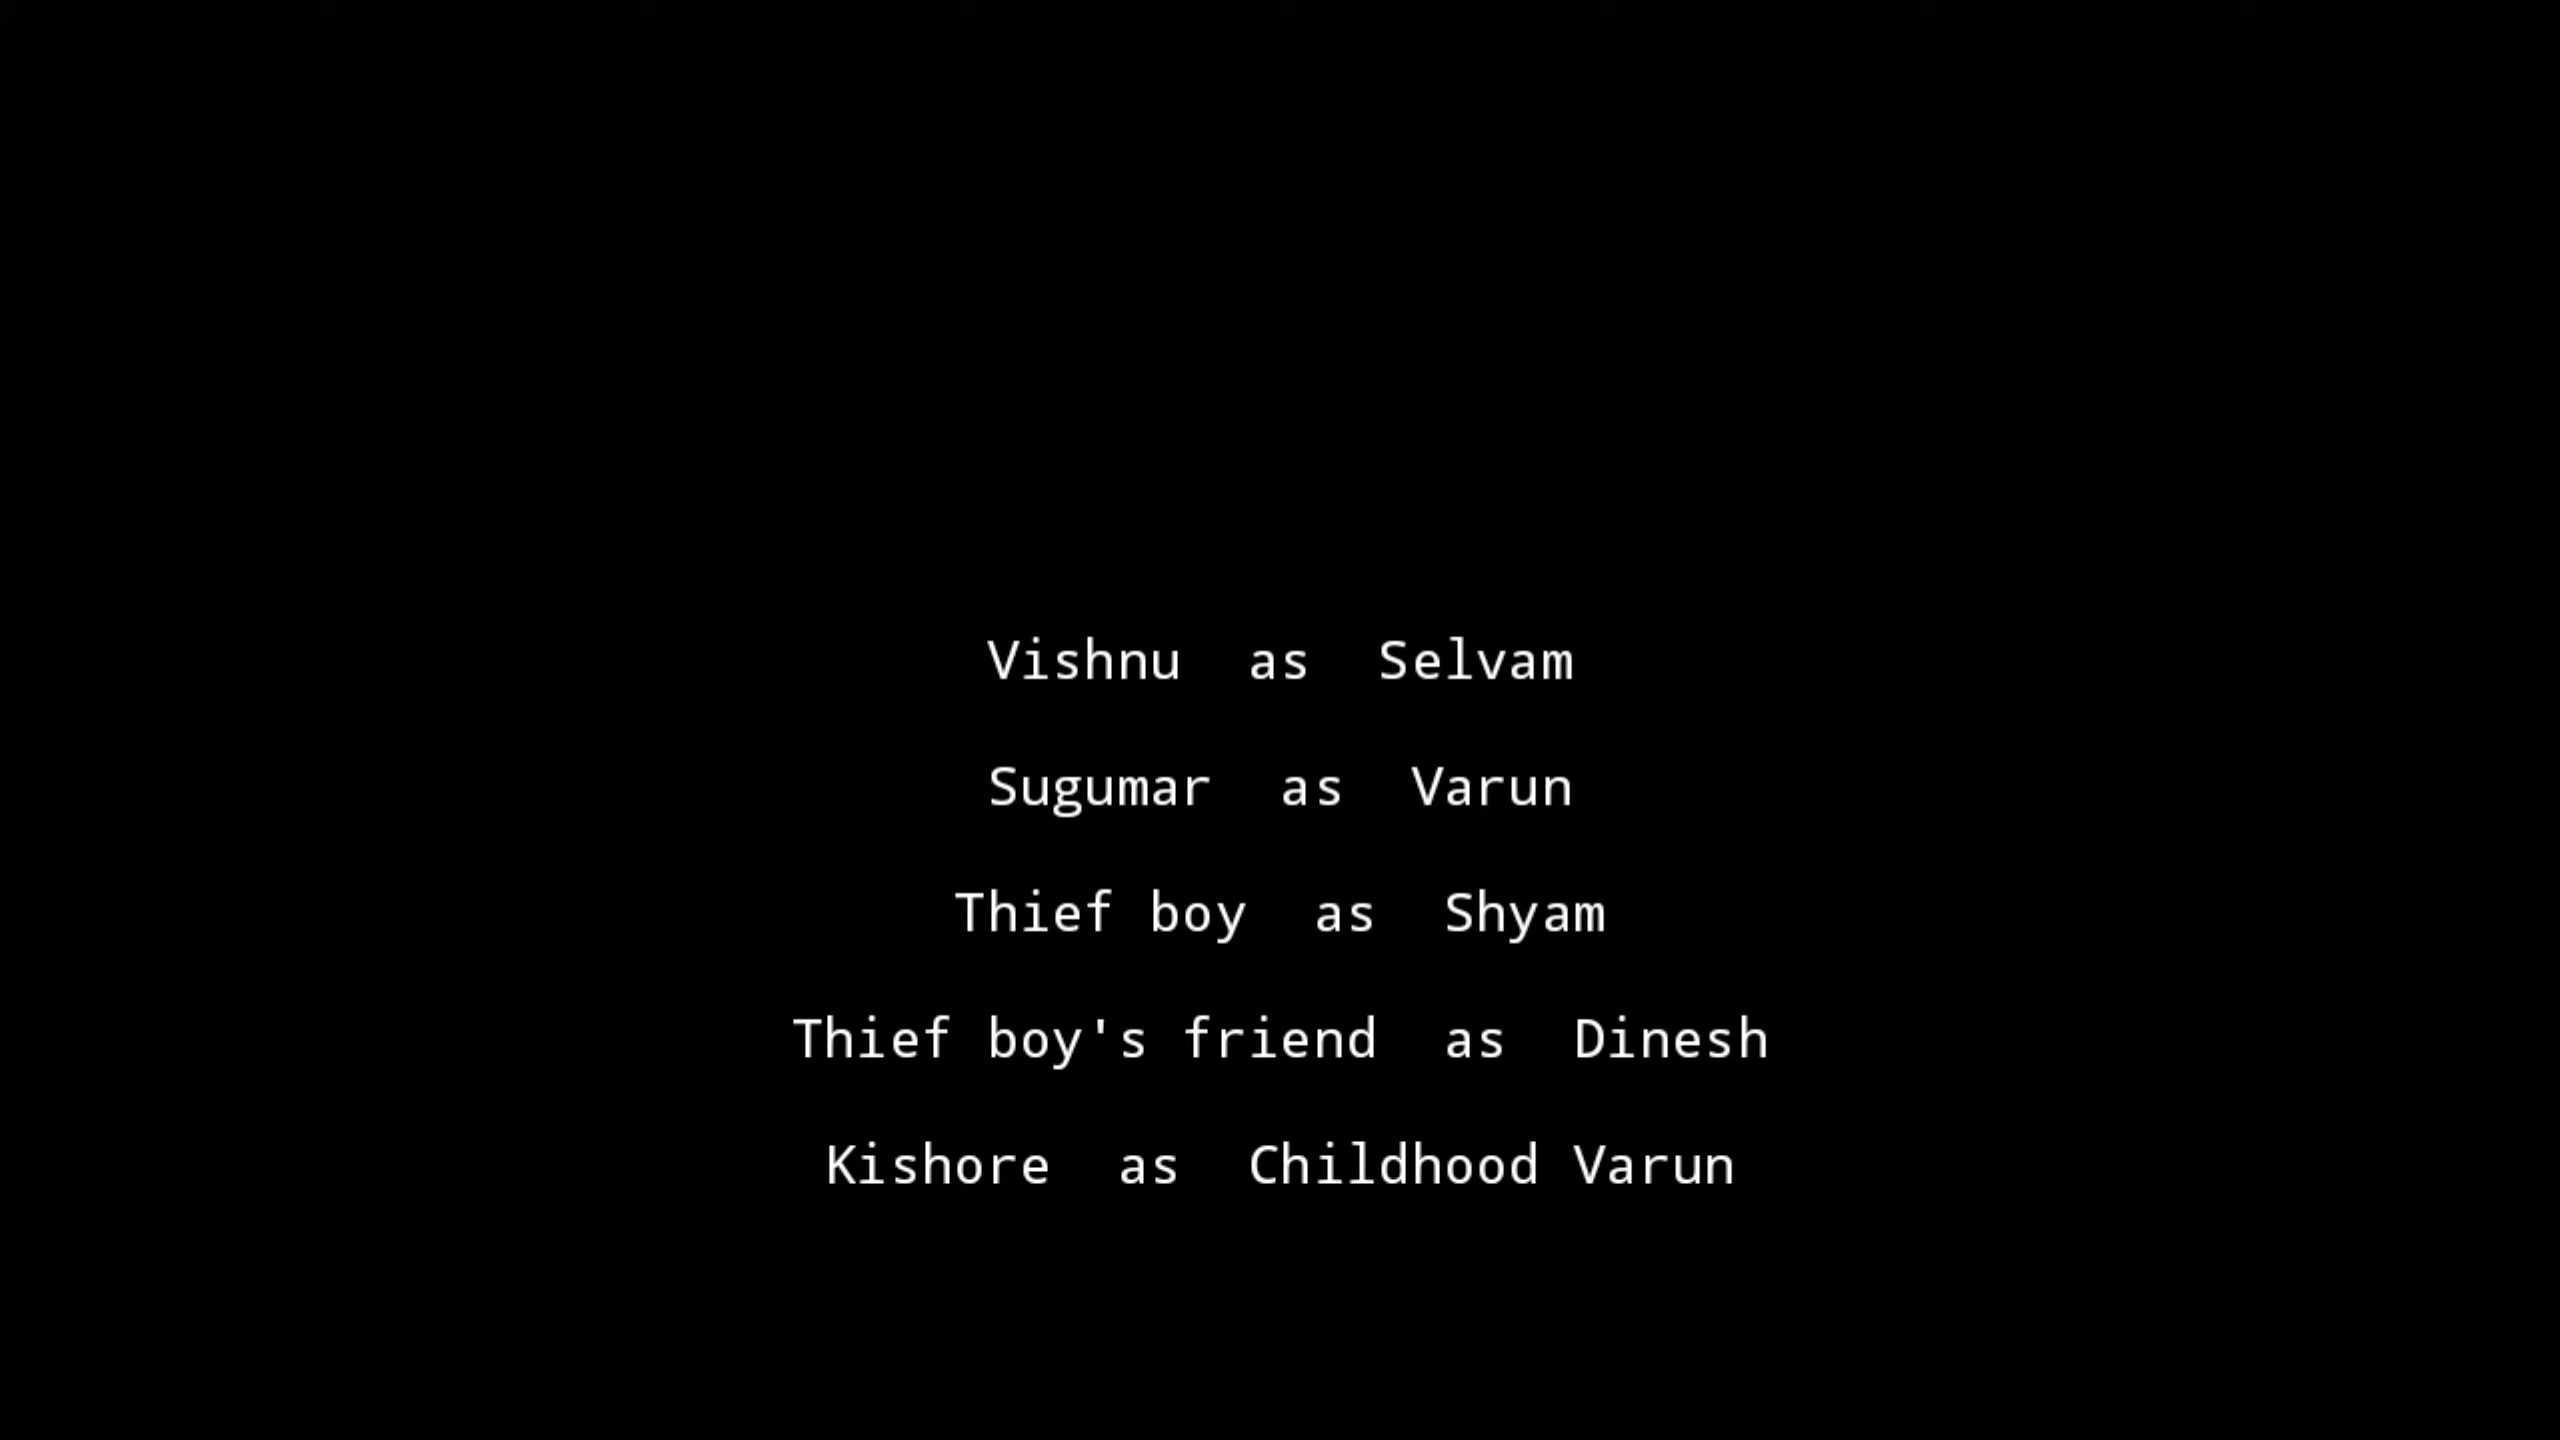 Vishnu  as  Selvam
Sugumar  as  Varun
Thief boy  as  Shyam
Thief boy's friend  as  Dinesh
Kishore  as  Childhood Varun